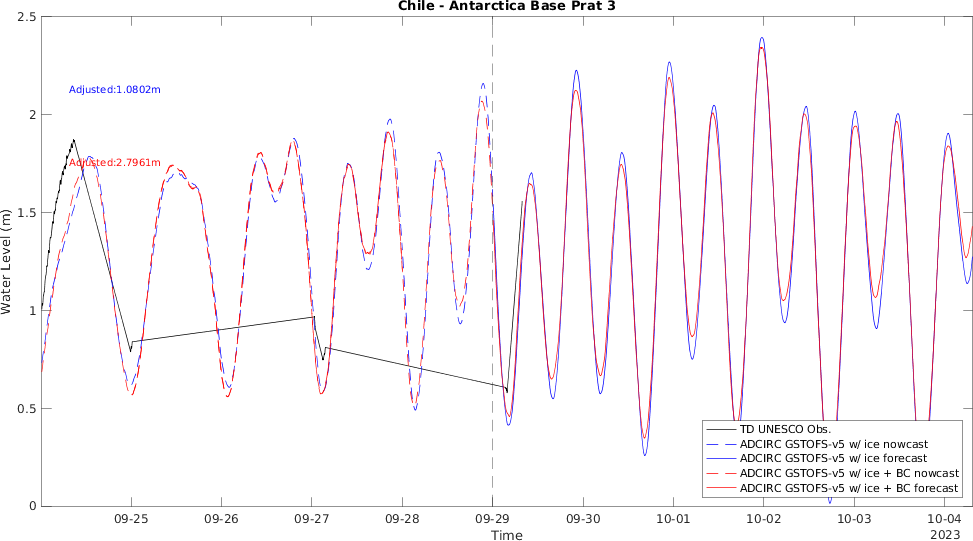 Chile - Antarctica Base Prat 3
2.5
2
1.5
1
0.5
0
Water Level (m)
Adjusted:1.0802m
Adjusted:2.7961m
TD UNESCO Obs.
ADCIRC GSTOFS-v5 w/ ice nowcast
ADCIRC GSTOFS-v5 w/ ice forecast
ADCIRC GSTOFS-v5 w/ ice + BC nowcast
ADCIRC GSTOFS-v5 w/ ice + BC forecast
09-25 09-26 09-27 09-28 09-29 09-30 10-01 10-02 10-03 10-04
2023
Time